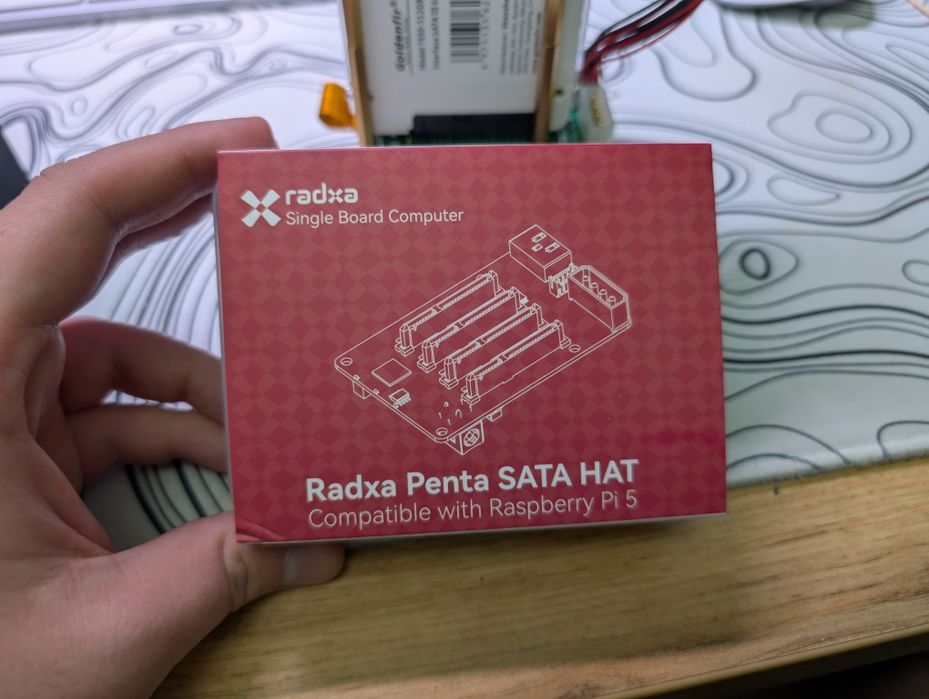 Goldenfir
radxa
Single Board Computer
Radxa Penta SATA HAT
Compatible with Raspberry Pi 5